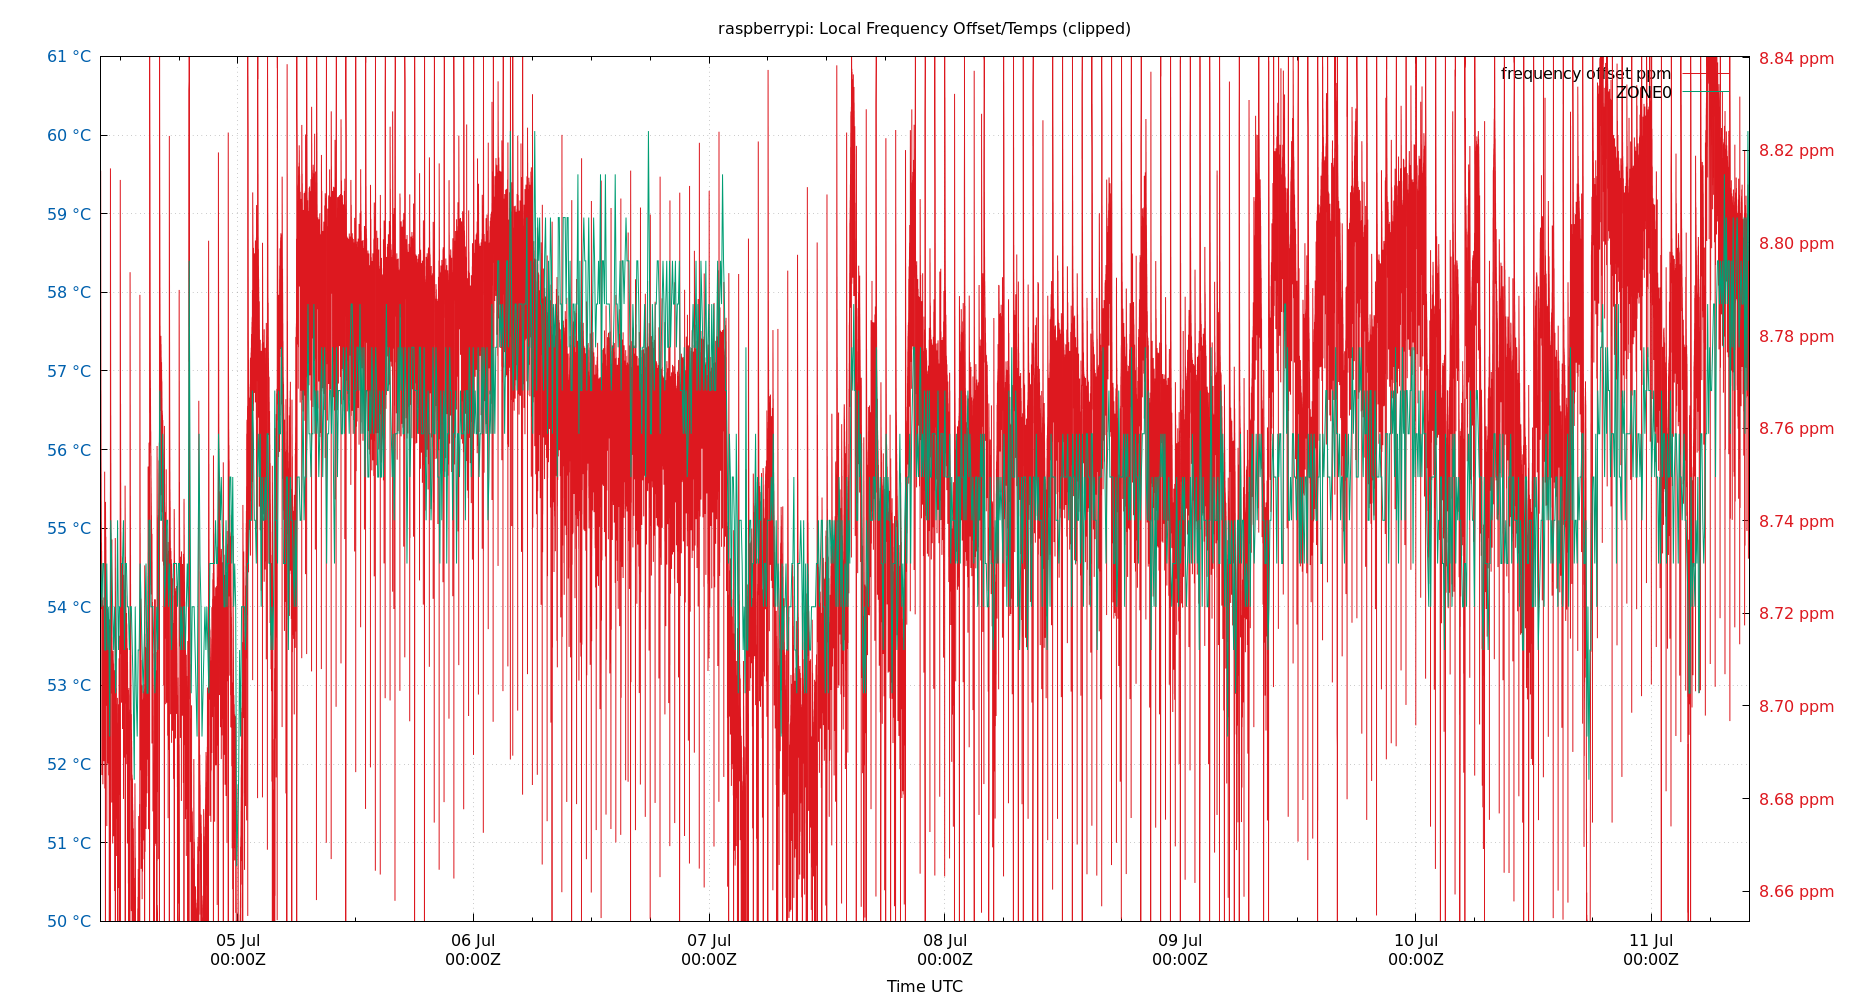 raspberrypi: Local Frequency Offset/Temps (clipped)
61 °C
60 °C
59 °C
58 °C
57 °C
56 °C
55 °C
54 °C
53 °C
52 °C
51 °C
50 °C
frequency offset ppm
ZONE0
8.84 ppm
8.82 ppm
8.80 ppm
8.78 ppm
8.76 ppm
8.74 ppm
8.72 ppm
8.70 ppm
8.68 ppm
8.66 ppm
05 Jul 06 Jul 07 Jul 08 Jul 09 Jul 10 Jul 11 Jul
00:00Z 00:00Z 00:00Z 00:00Z 00:00Z 00:00Z 00:00Z
Time UTC